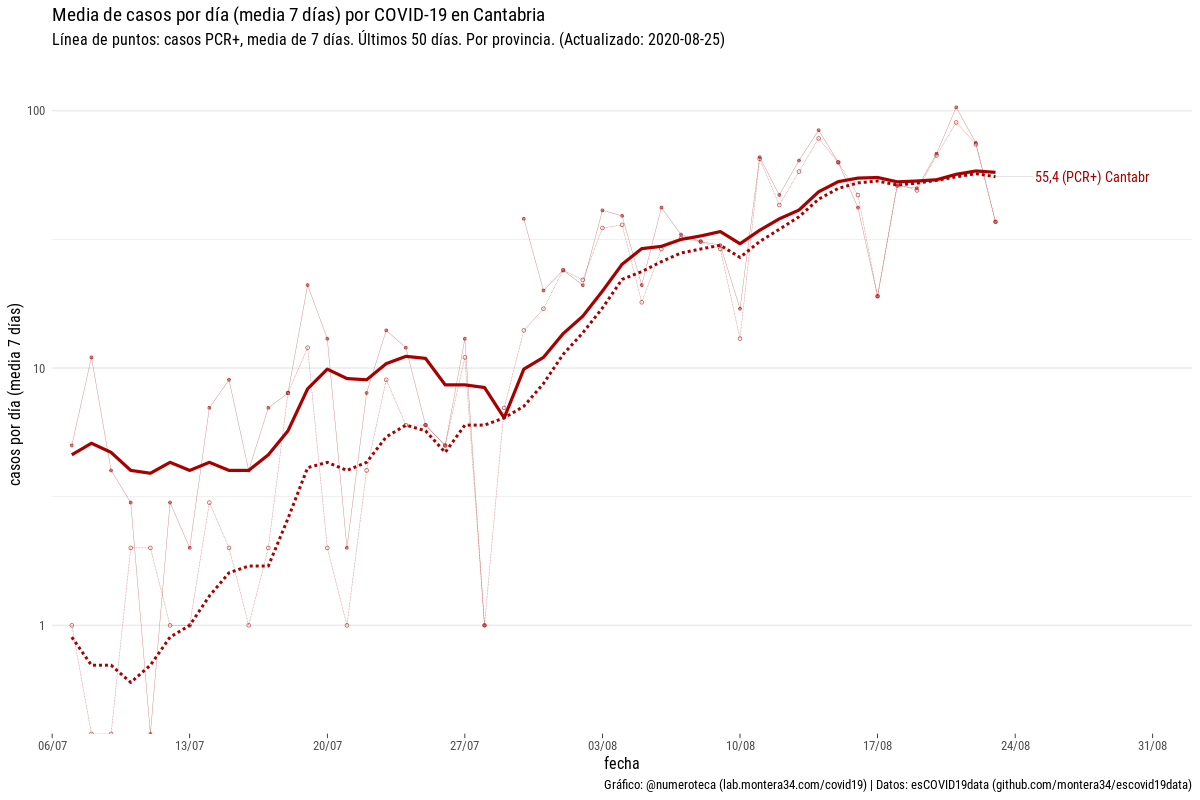 Media de casos por día (media 7 días) por COVID-19 en Cantabria
Línea de puntos: casos PCR+, media de 7 días. Últimos 50 días. Por provincia. (Actualizado: 2020-08-25)
casos por día (media 7 días)
100
10
1
55,4 (PCR+) Cantabr
06/07 13/07 20/07 27/07 03/08 10/08 17/08 24/08 31/08
fecha
Gráfico: @numeroteca (lab.montera34.com/covid19) | Datos: esCOVID19data (github.com/montera34/escovid19data)